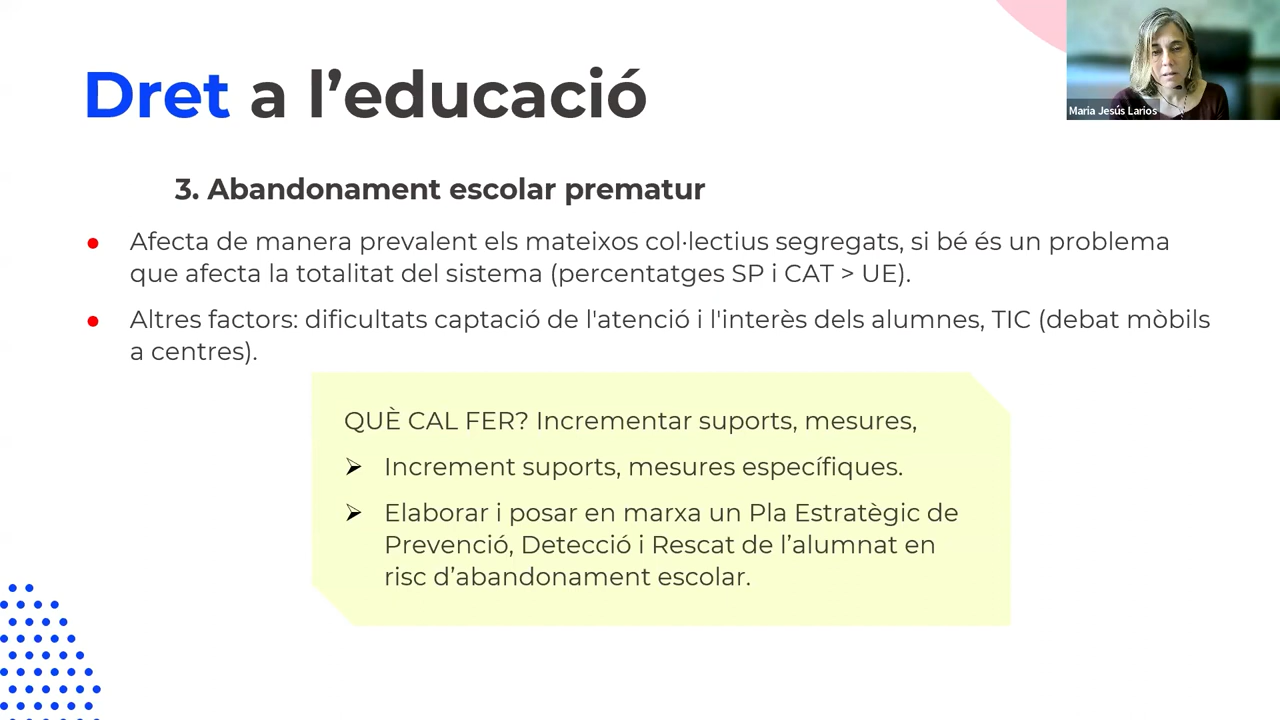 Dret a l’educació
Maria Jesús Larios
3. Abandonament escolar prematur
● Afecta de manera prevalent els mateixos col·lectius segregats, si bé és un problema
que afecta la totalitat del sistema (percentatges SP i CAT > UE).
● Altres factors: dificultats captació de l'atenció i l'interès dels alumnes, TIC (debat mòbils
a centres).
QUÈ CAL FER? Incrementar suports, mesures,
➢ Increment suports, mesures específiques.
➢ Elaborar i posar en marxa un Pla Estratègic de
Prevenció, Detecció i Rescat de l’alumnat en
risc d’abandonament escolar.